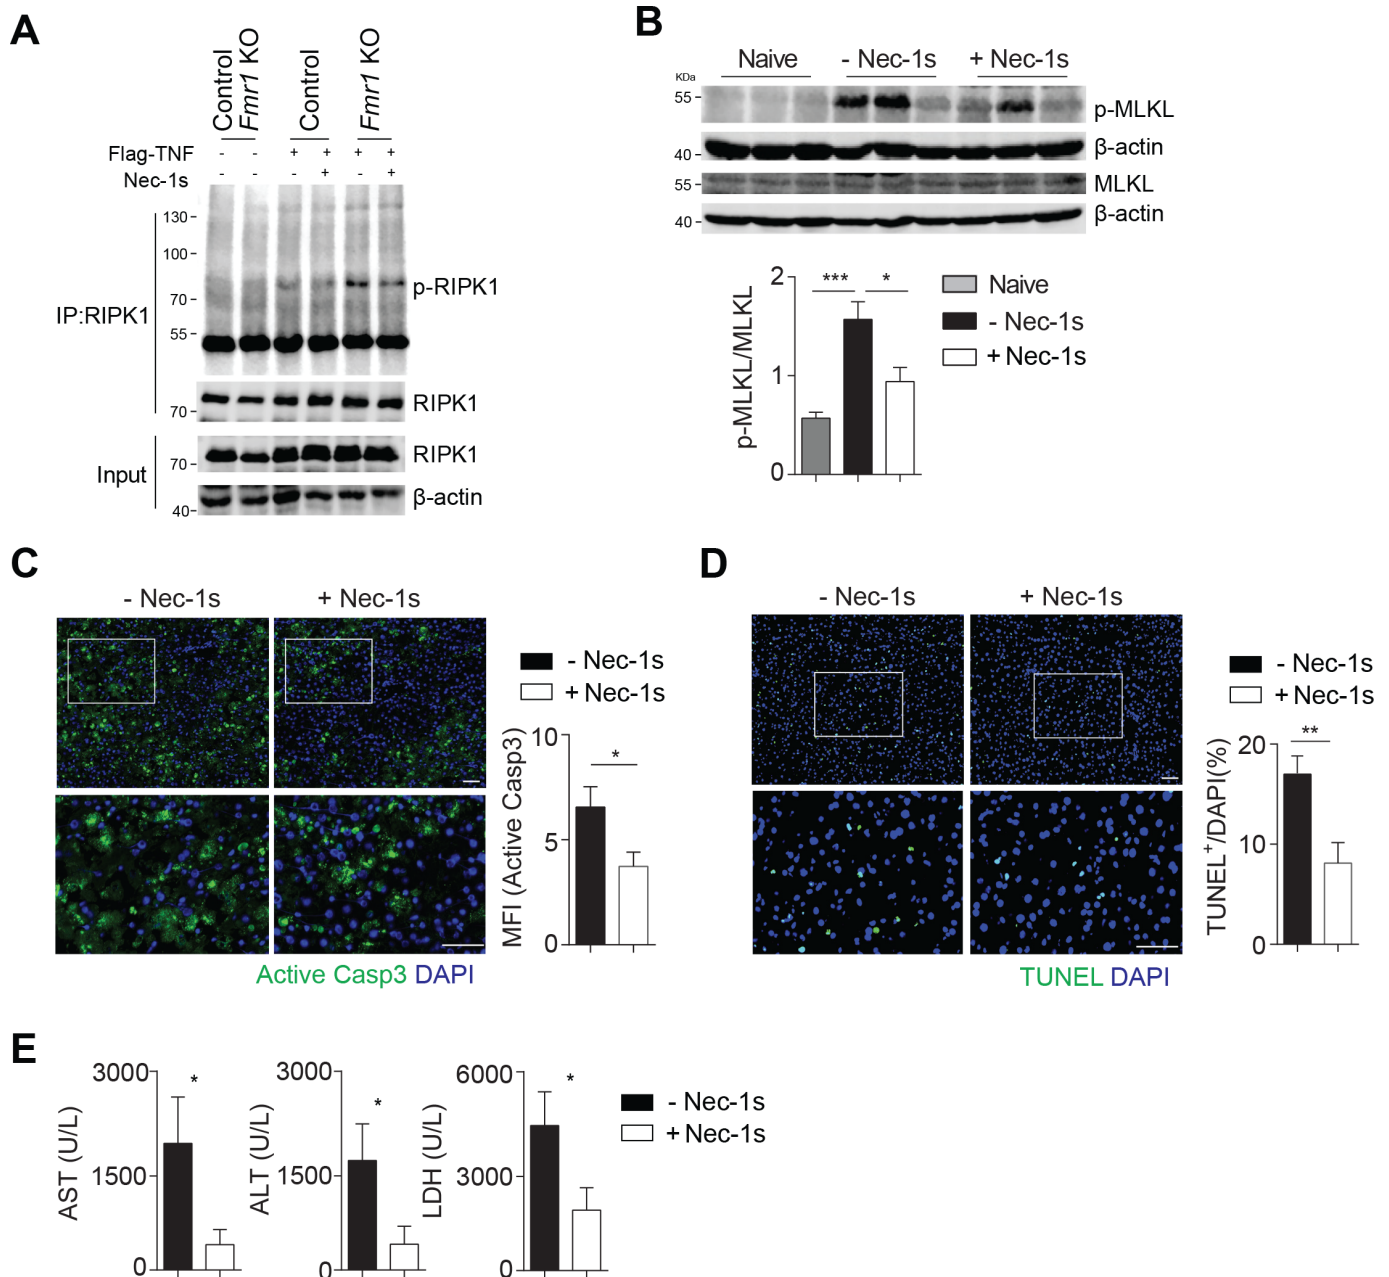 A
Control
Fmr1 KO
Control
Fmr1 KO
Flag-TNF - - + + + +
Nec-1s - - - + - +
130
100
70
55
IP:RIPK1
p-RIPK1
70
RIPK1
Input
70
RIPK1
40
β-actin
B
Naive - Nec-1s + Nec-1s
KDa
55 p-MLKL
40 β-actin
55 MLKL
40 β-actin
p-MLKL/MLKL
2
1
0
*** *
Naive
- Nec-1s
+ Nec-1s
C
- Nec-1s + Nec-1s
Active Casp3 DAPI
- Nec-1s
+ Nec-1s
MFI (Active Casp3)
10
5
0
*
D
- Nec-1s + Nec-1s
TUNEL DAPI
- Nec-1s
+ Nec-1s
TUNEL+/DAPI(%)
20
10
0
**
E
AST (U/L)
3000
1500
0
*
ALT (U/L)
3000
1500
0
*
LDH (U/L)
6000
3000
0
*
- Nec-1s
+ Nec-1s